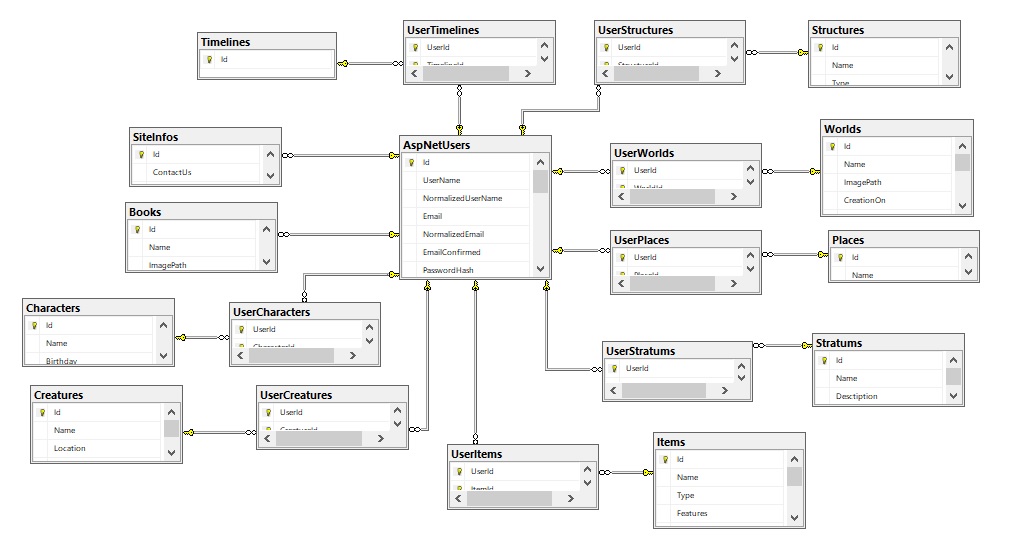 Timelines
Id
UserTimelines
UserId
TimelineId
UserStructures
UserId
StructureId
Structures
Id
Name
Type
SiteInfos
Id
ContactUs
AspNetUsers
Id
UserName
NormalizedUserName
Email
NormalizedEmail
EmailConfirmed
PasswordHash
UserWorlds
UserId
WorldId
Worlds
Id
Name
ImagePath
CreationOn
Books
Id
Name
ImagePath
UserPlaces
UserId
PlaceId
Places
Id
Name
Characters
Id
Name
Birthday
UserCharacters
UserId
CharacterId
UserStratums
UserId
Stratums
Id
Name
Desctiption
Creatures
Id
Name
Location
UserCreatures
UserId
CreatureId
UserItems
UserId
ItemId
Items
Id
Name
Type
Features